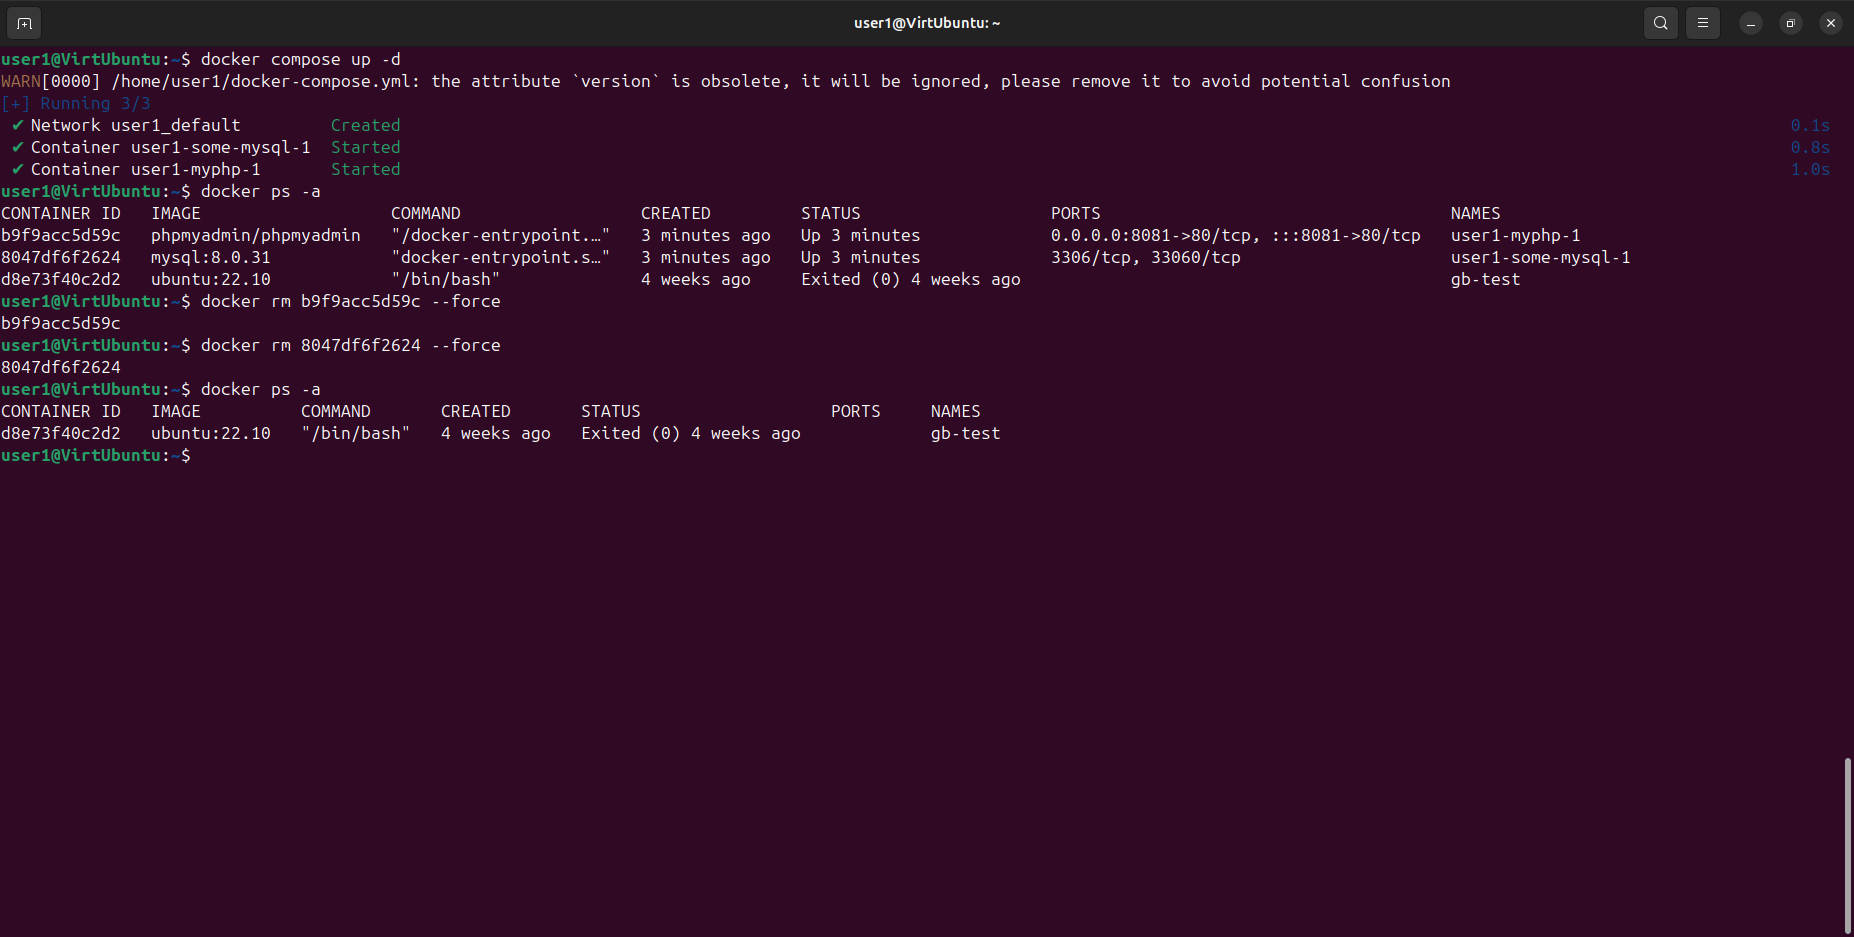 user1@VirtUbuntu: ~
user1@VirtUbuntu:~$ docker compose up -d
WARN[0000] /home/user1/docker-compose.yml: the attribute `version` is obsolete, it will be ignored, please remove it to avoid potential confusion
[+] Running 3/3
✔ Network user1_default Created 0.1s
✔ Container user1-some-mysql-1 Started 0.8s
✔ Container user1-myphp-1 Started 1.0s
user1@VirtUbuntu:~$ docker ps -a
CONTAINER ID IMAGE COMMAND CREATED STATUS PORTS NAMES
b9f9acc5d59c phpmyadmin/phpmyadmin "/docker-entrypoint.…" 3 minutes ago Up 3 minutes 0.0.0.0:8081->80/tcp, :::8081->80/tcp user1-myphp-1
8047df6f2624 mysql:8.0.31 "docker-entrypoint.s…" 3 minutes ago Up 3 minutes 3306/tcp, 33060/tcp user1-some-mysql-1
d8e73f40c2d2 ubuntu:22.10 "/bin/bash" 4 weeks ago Exited (0) 4 weeks ago gb-test
user1@VirtUbuntu:~$ docker rm b9f9acc5d59c --force
b9f9acc5d59c
user1@VirtUbuntu:~$ docker rm 8047df6f2624 --force
8047df6f2624
user1@VirtUbuntu:~$ docker ps -a
CONTAINER ID IMAGE COMMAND CREATED STATUS PORTS NAMES
d8e73f40c2d2 ubuntu:22.10 "/bin/bash" 4 weeks ago Exited (0) 4 weeks ago gb-test
user1@VirtUbuntu:~$